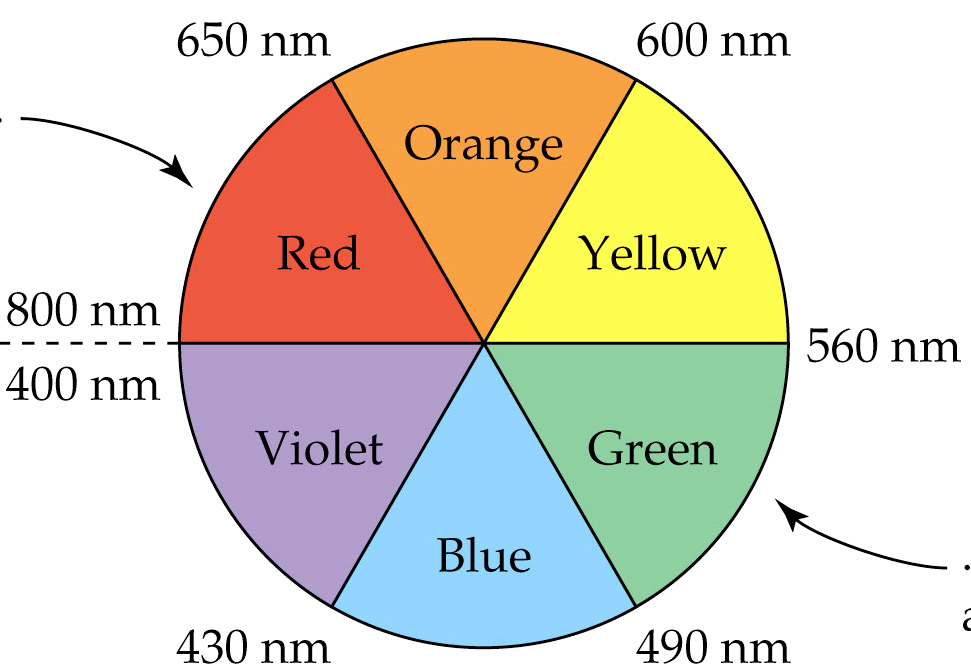 650 nm
600 nm
Orange
Red
Yellow
800 nm
560 nm
400 nm
Violet
Green
Blue
430 nm
490 nm